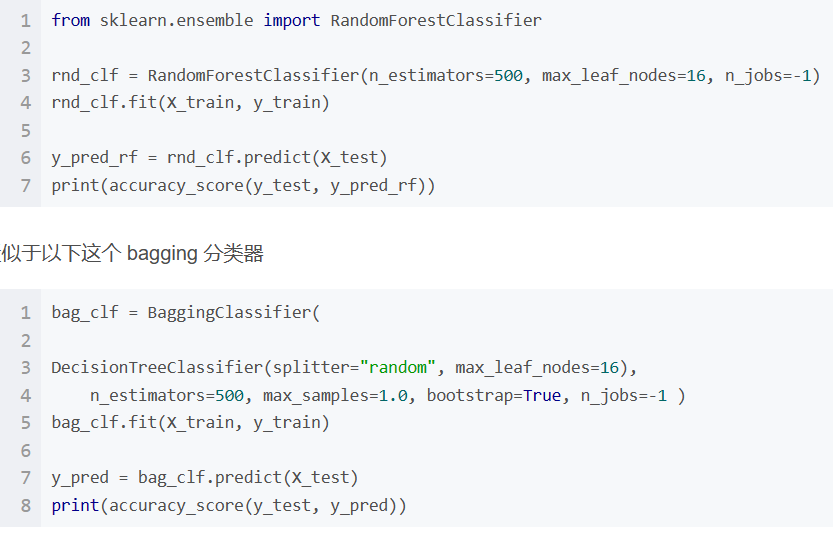 1 from sklearn.ensemble import RandomForestClassifier
2
3 rnd_clf = RandomForestClassifier(n_estimators=500, max_leaf_nodes=16, n_jobs=-1)
4 rnd_clf.fit(X_train, y_train)
5
6 y_pred_rf = rnd_clf.predict(X_test)
7 print(accuracy_score(y_test, y_pred_rf))
似于以下这个 bagging 分类器
1 bag_clf = BaggingClassifier(
2
3 DecisionTreeClassifier(splitter="random", max_leaf_nodes=16),
4     n_estimators=500, max_samples=1.0, bootstrap=True, n_jobs=-1 )
5 bag_clf.fit(X_train, y_train)
6
7 y_pred = bag_clf.predict(X_test)
8 print(accuracy_score(y_test, y_pred))